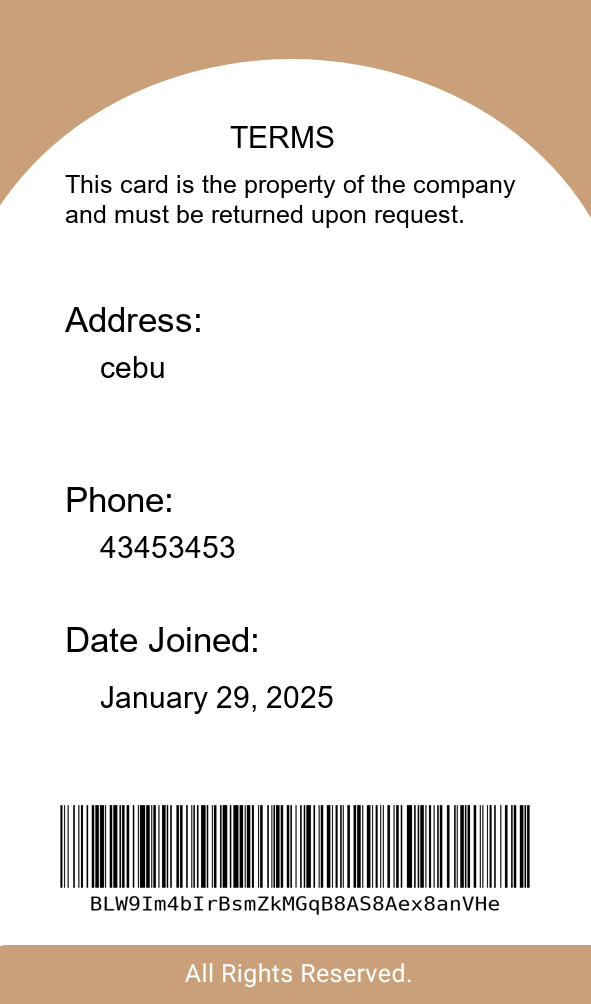 TERMS
This card is the property of the company
and must be returned upon request.
Address:
cebu
Phone:
43453453
Date Joined:
January 29, 2025
BLW9Im4bIrBsmZkMGqB8AS8Aex8anVHe
All Rights Reserved.